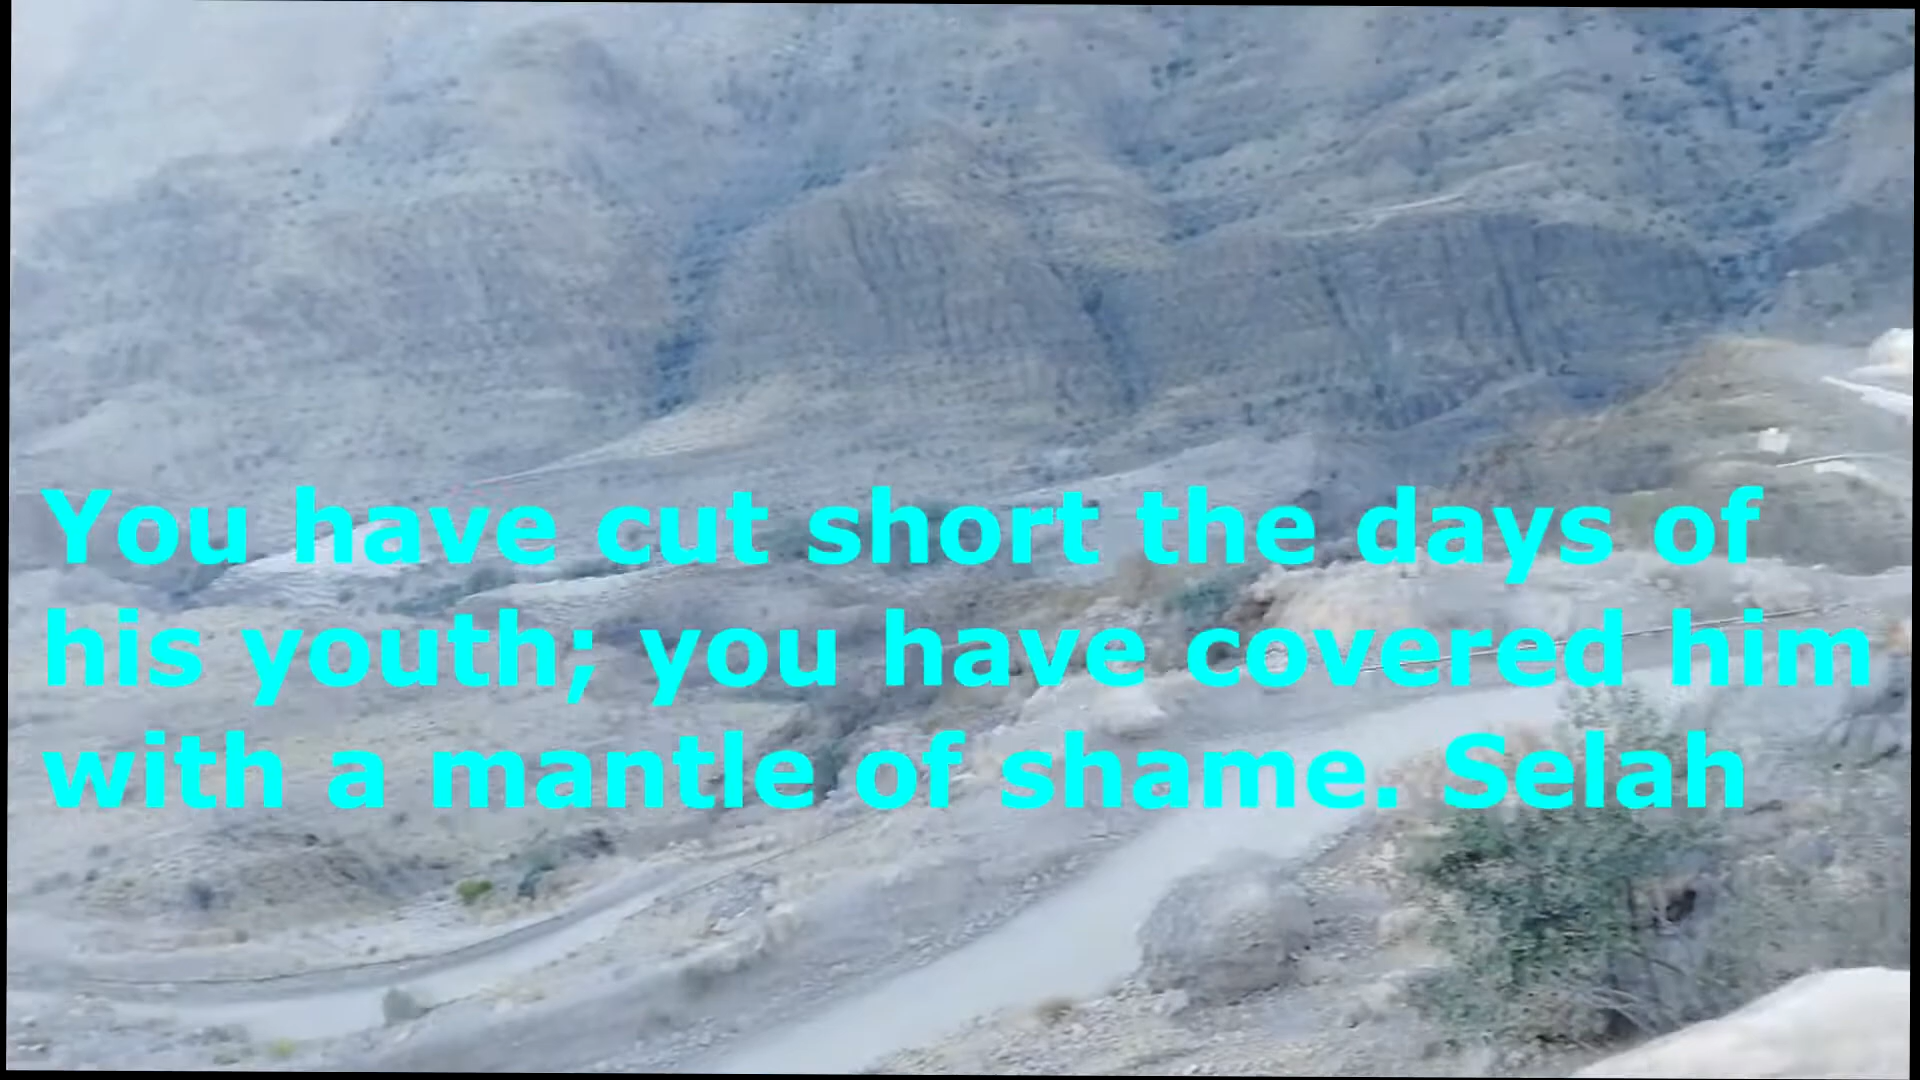 You have cut short the days of
his youth; you have covered him
with a mantle of shame. Selah